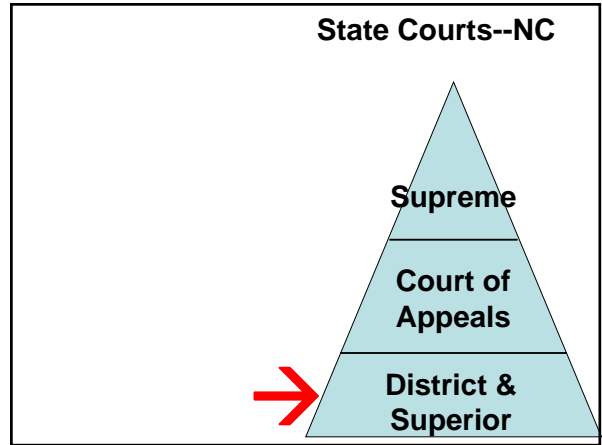 State Courts--NC
Supreme
Court of
Appeals
District &
Superior